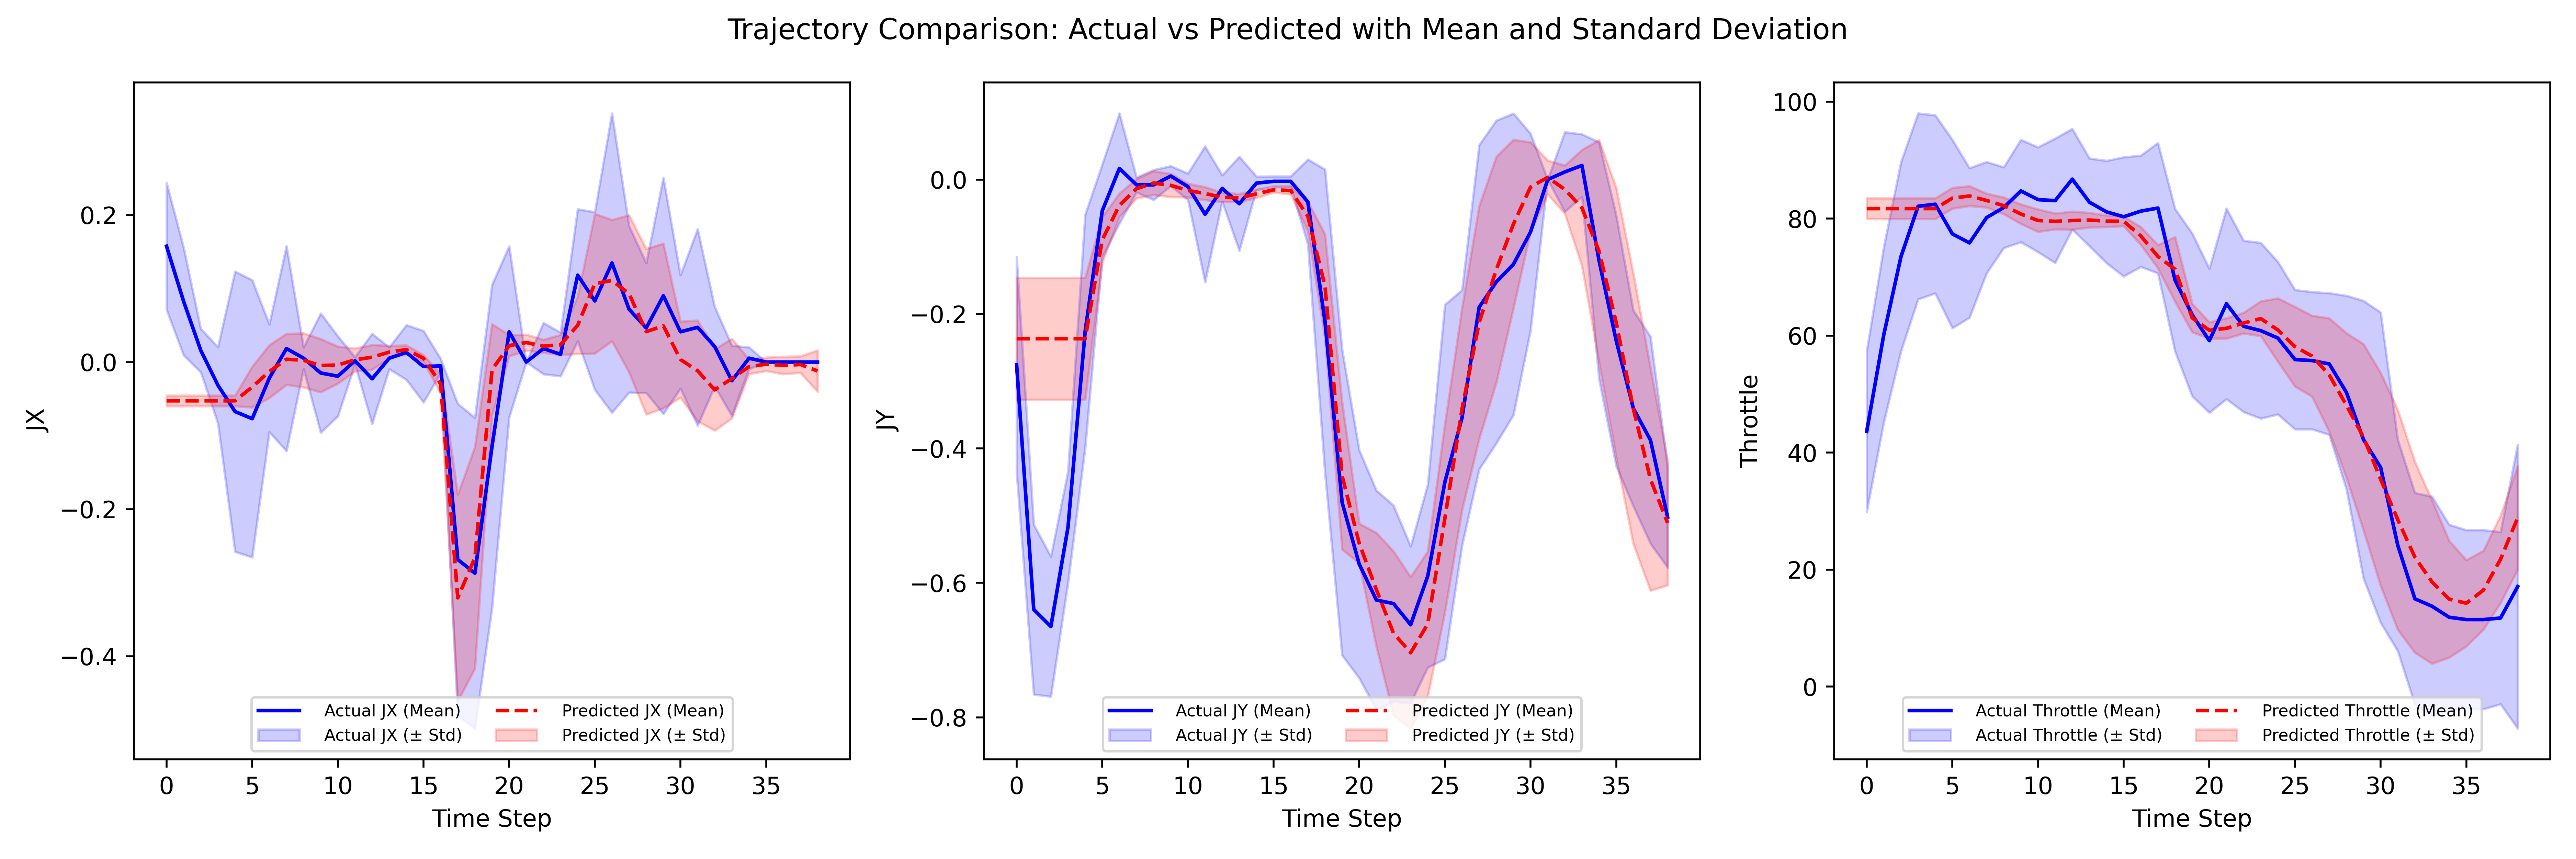 Trajectory Comparison: Actual vs Predicted with Mean and Standard Deviation
JX
0.2
0.0
−0.2
−0.4
0 5 10 15 20 25 30 35
Time Step
Actual JX (Mean)
Actual JX (± Std)
Predicted JX (Mean)
Predicted JX (± Std)
JY
0.0
−0.2
−0.4
−0.6
−0.8
0 5 10 15 20 25 30 35
Time Step
Actual JY (Mean)
Actual JY (± Std)
Predicted JY (Mean)
Predicted JY (± Std)
Throttle
100
80
60
40
20
0
0 5 10 15 20 25 30 35
Time Step
Actual Throttle (Mean)
Actual Throttle (± Std)
Predicted Throttle (Mean)
Predicted Throttle (± Std)